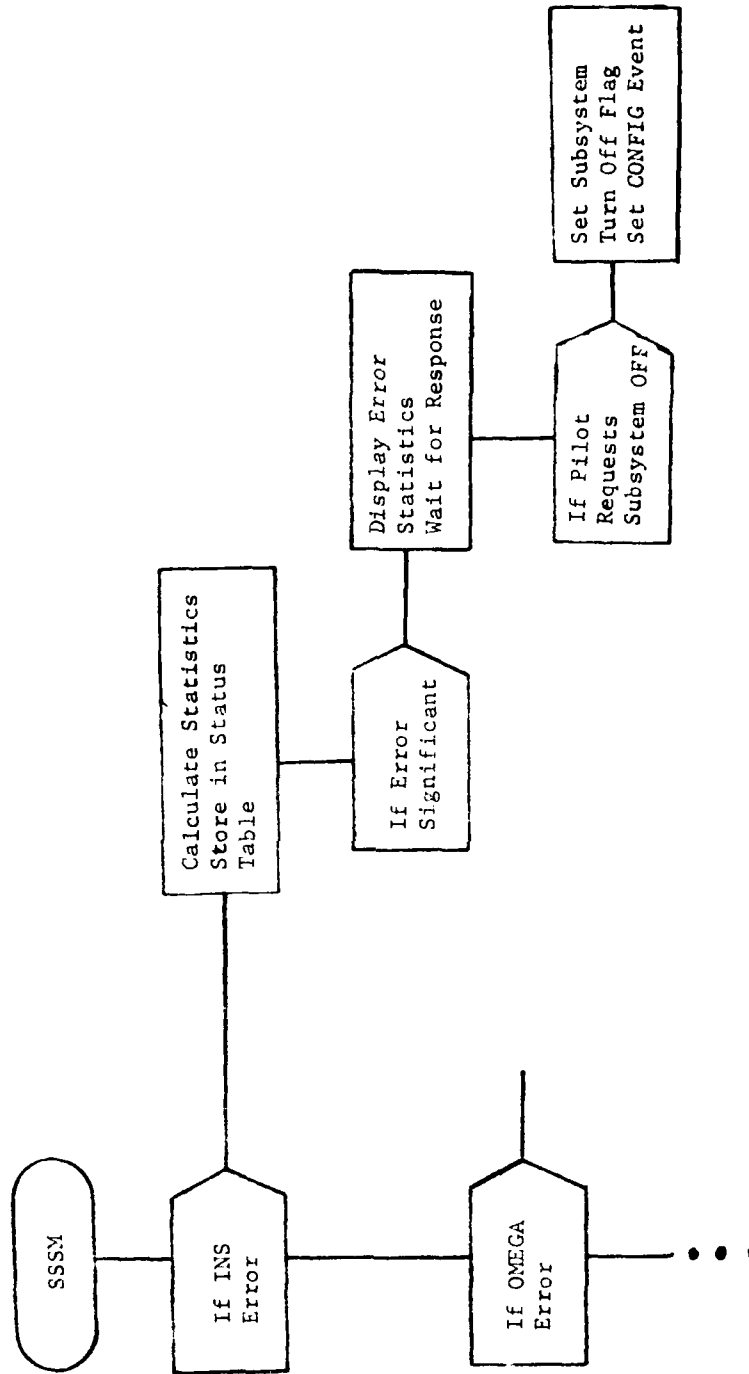 SSSM
If INS
Error
Calculate Statistics
Store in Status
Table
If Error
Significant
Display Error
Statistics
Wait for Response
If Pilot
Requests
Subsystem OFF
Set Subsystem
Turn Off Flag
Set CONFIG Event
If OMEGA
Error